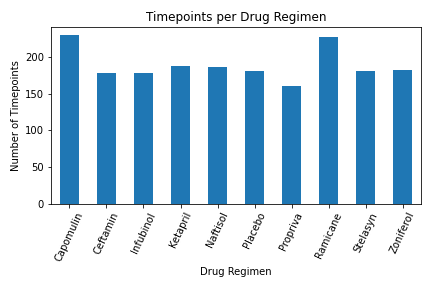 Timepoints per Drug Regimen
Number of Timepoints
200
150
100
50
0
Capomulin
Ceftamin
Infubinol
Ketapril
Naftisol
Placebo
Propriva
Ramicane
Stelasyn
Zoniferol
Drug Regimen